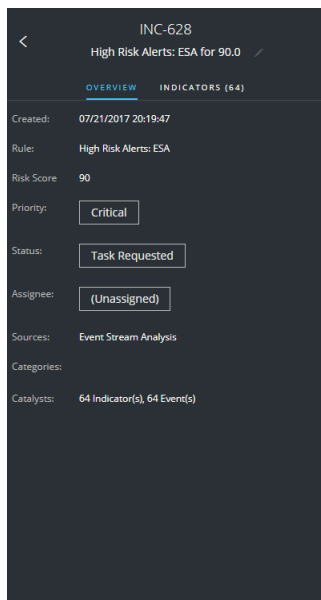 INC-628
High Risk Alerts: ESA for 90.0
OVERVIEW INDICATORS (64)
Created: 07/21/2017 20:19:47
Rule: High Risk Alerts: ESA
Risk Score 90
Priority: Critical
Status: Task Requested
Assignee: (Unassigned)
Sources: Event Stream Analysis
Categories:
Catalysts: 64 Indicator(s), 64 Event(s)